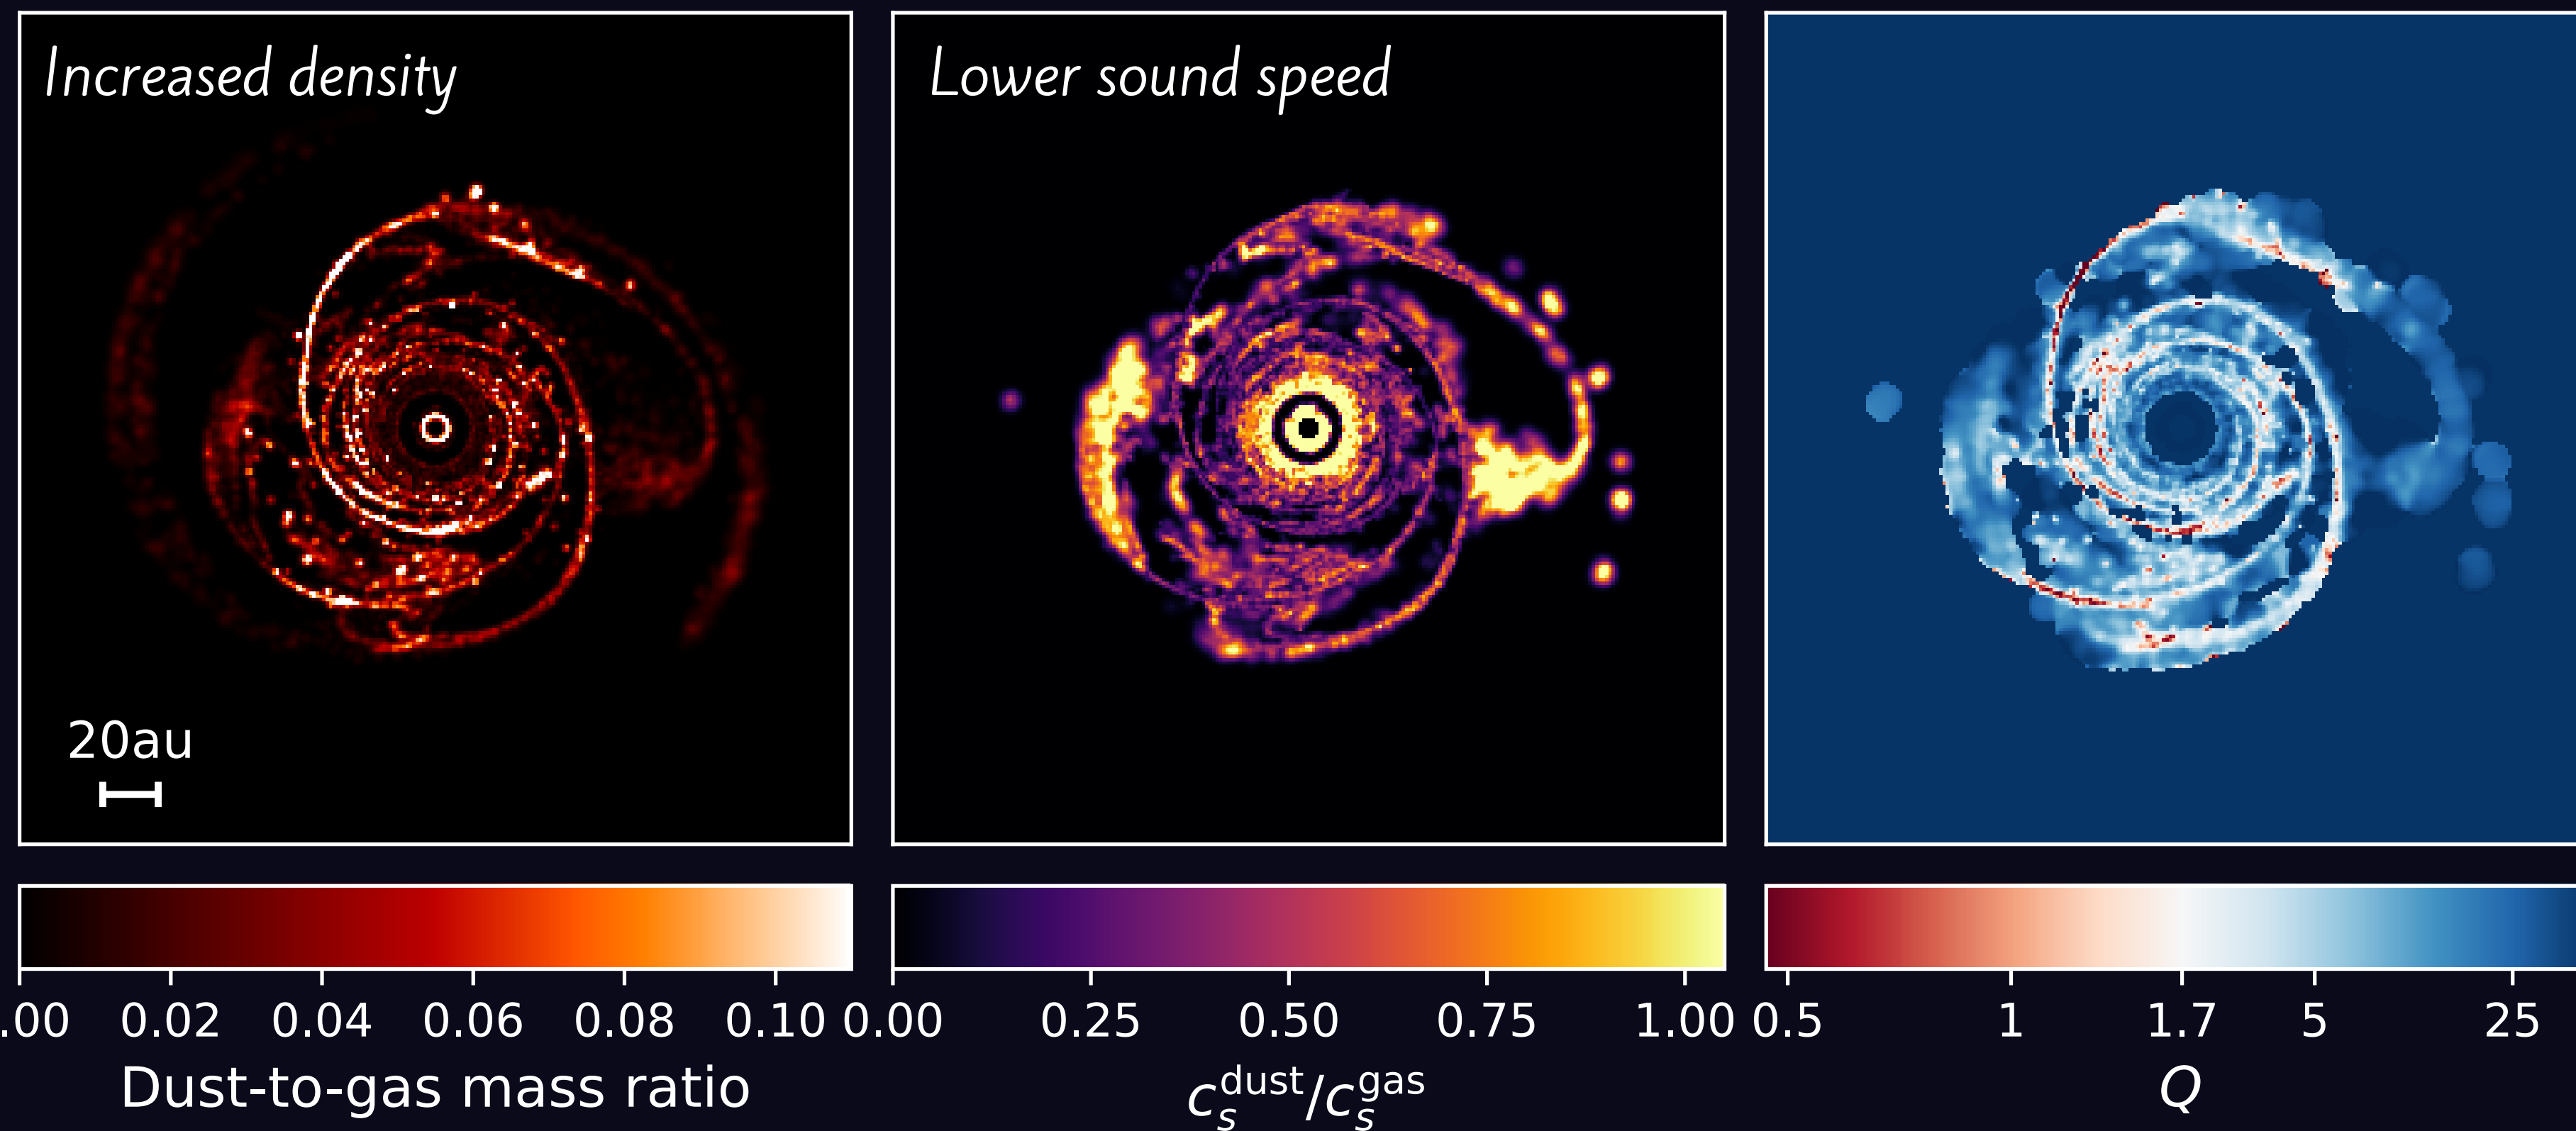 Increased density
Lower sound speed
20au
.00 0.02 0.04 0.06 0.08 0.10
0.00 0.25 0.50 0.75 1.00
0.5 1 1.7 5 25
Dust-to-gas mass ratio
c_s^dust/c_s^gas
Q